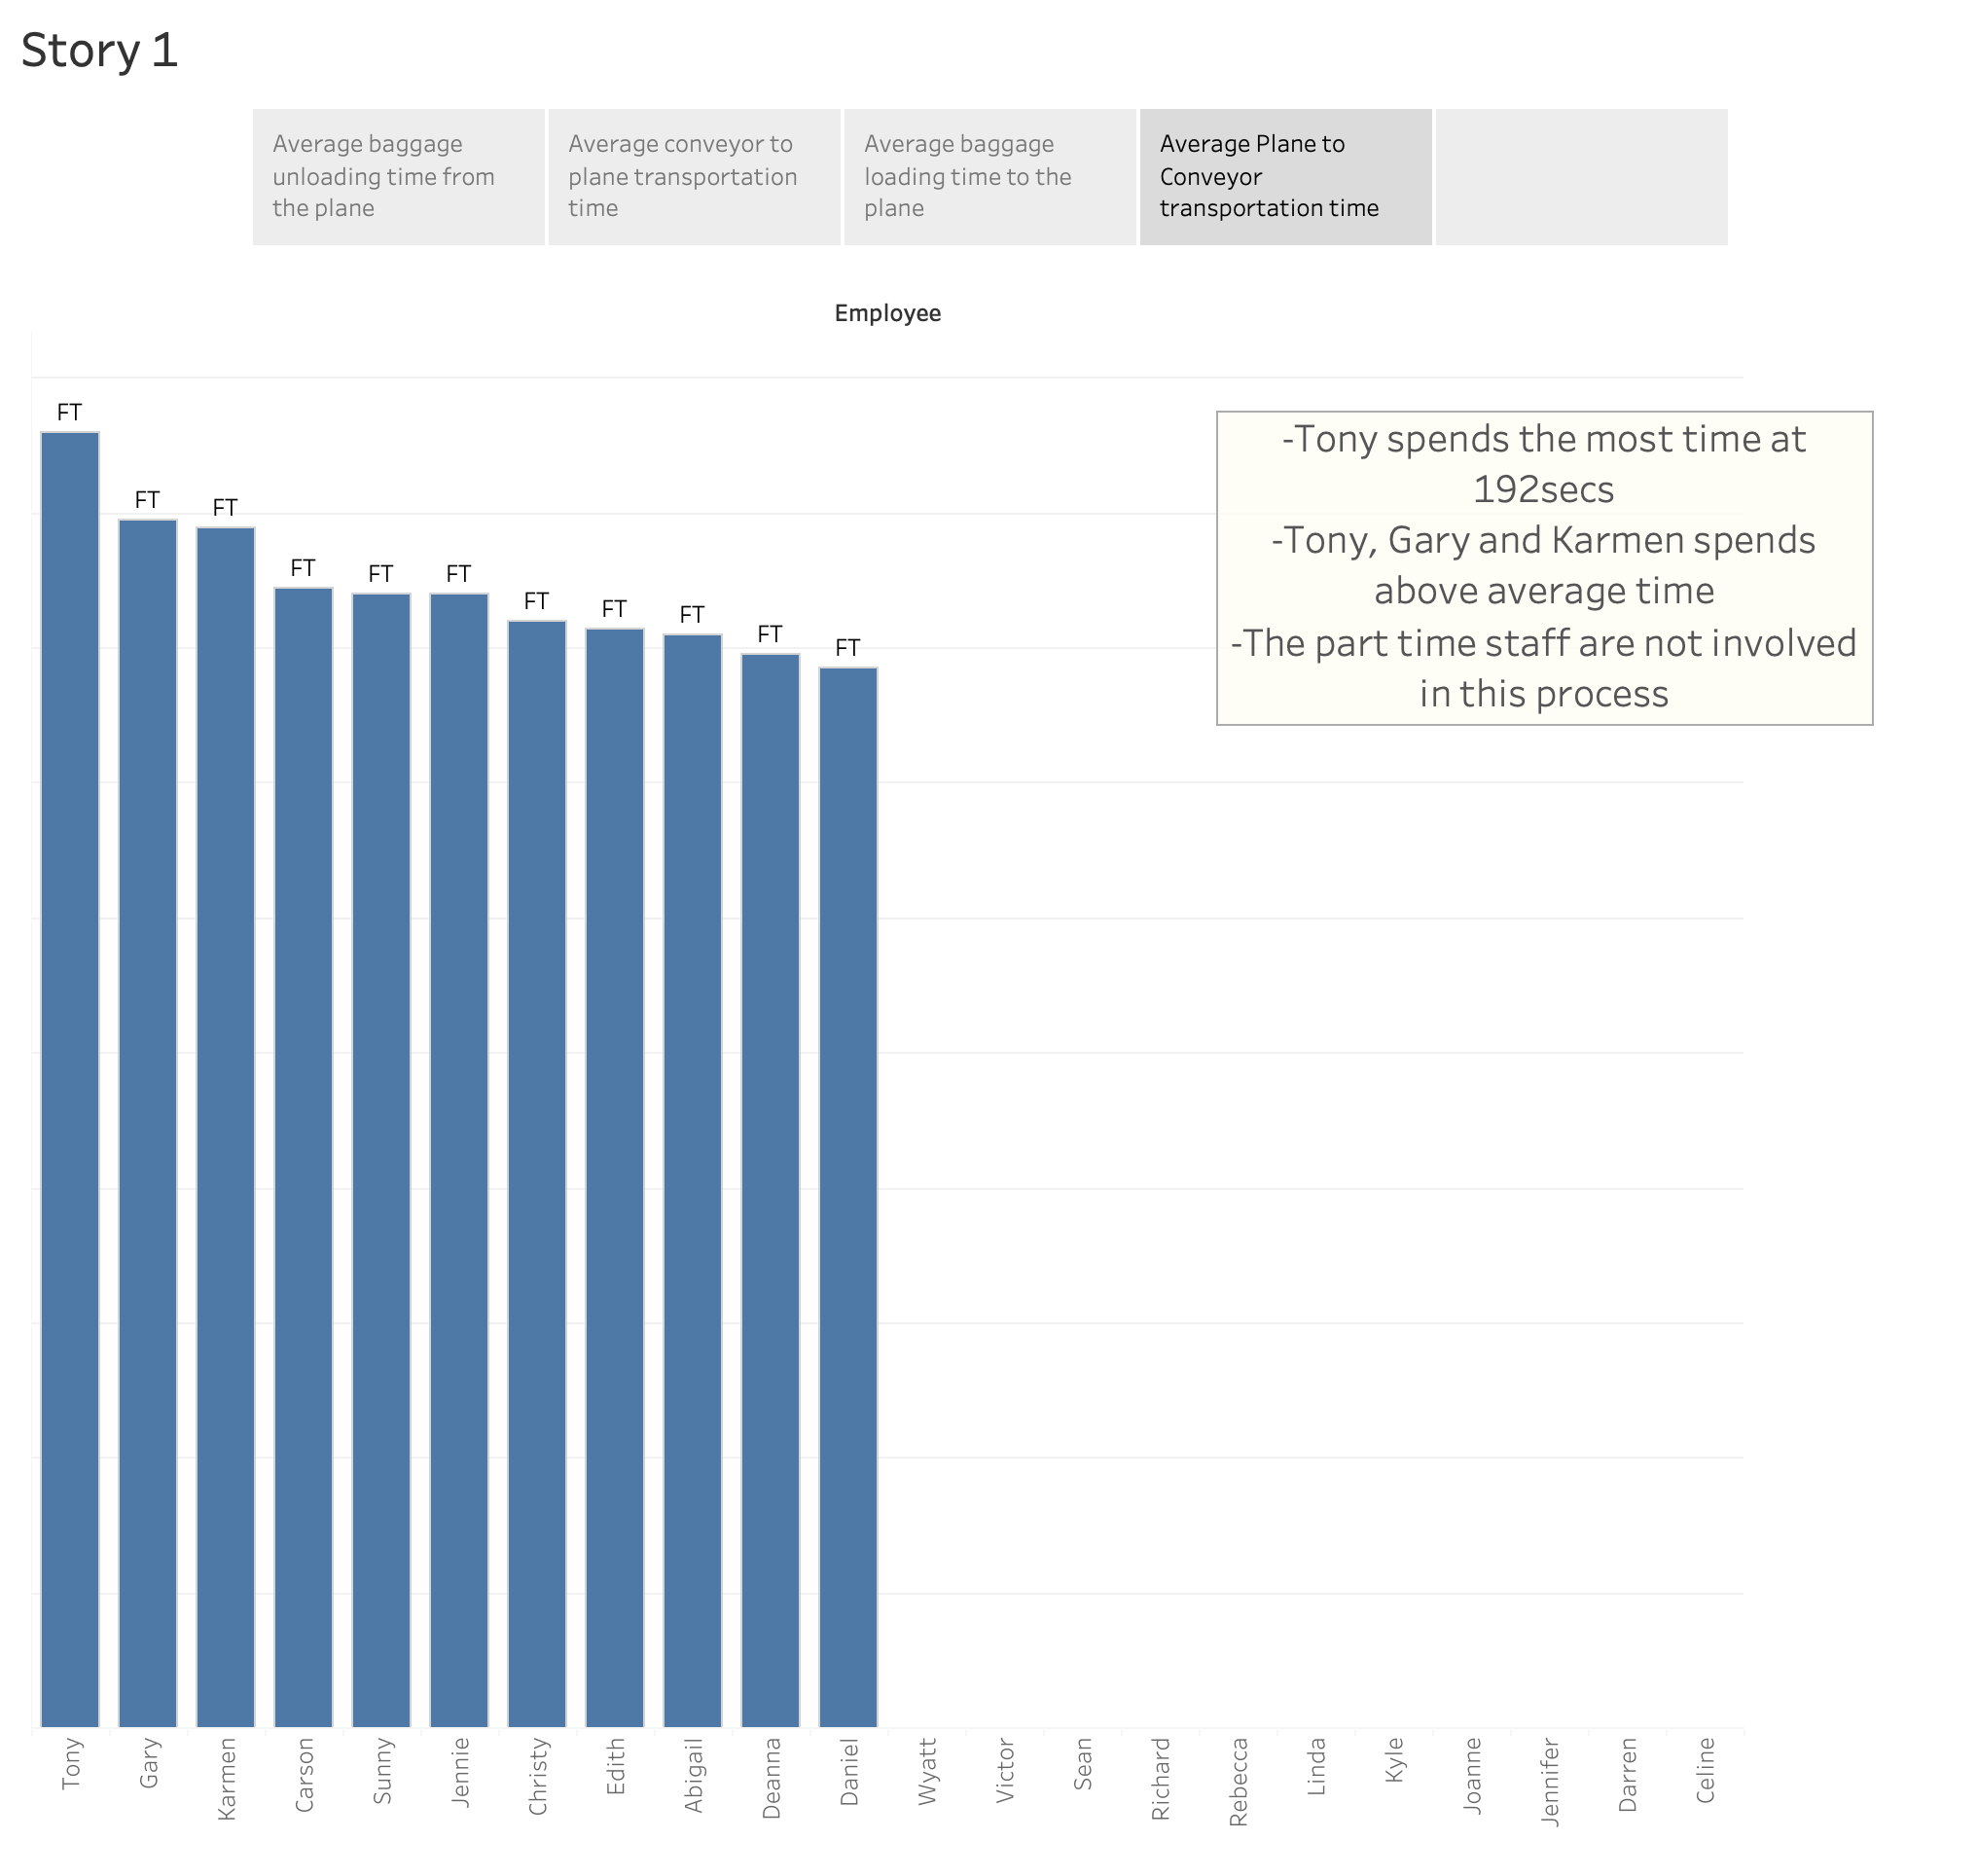 Story 1
Average baggage
unloading time from
the plane
Average conveyor to
plane transportation
time
Average baggage
loading time to the
plane
Average Plane to
Conveyor
transportation time
Employee
FT
FT
FT
FT
FT
FT
FT
FT
FT
FT
FT
-Tony spends the most time at
192secs
-Tony, Gary and Karmen spends
above average time
-The part time staff are not involved
in this process
Tony
Gary
Karmen
Carson
Sunny
Jennie
Christy
Edith
Abigail
Deanna
Daniel
Wyatt
Victor
Sean
Richard
Rebecca
Linda
Kyle
Joanne
Jennifer
Darren
Celine